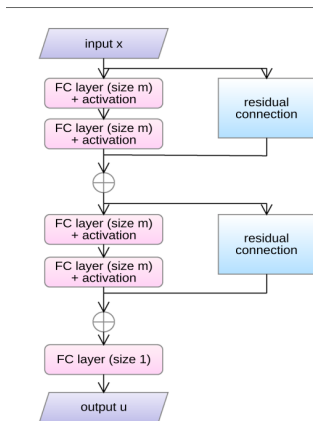 input x
FC layer (size m)
+ activation
FC layer (size m)
+ activation
residual
connection
FC layer (size m)
+ activation
FC layer (size m)
+ activation
residual
connection
FC layer (size 1)
output u